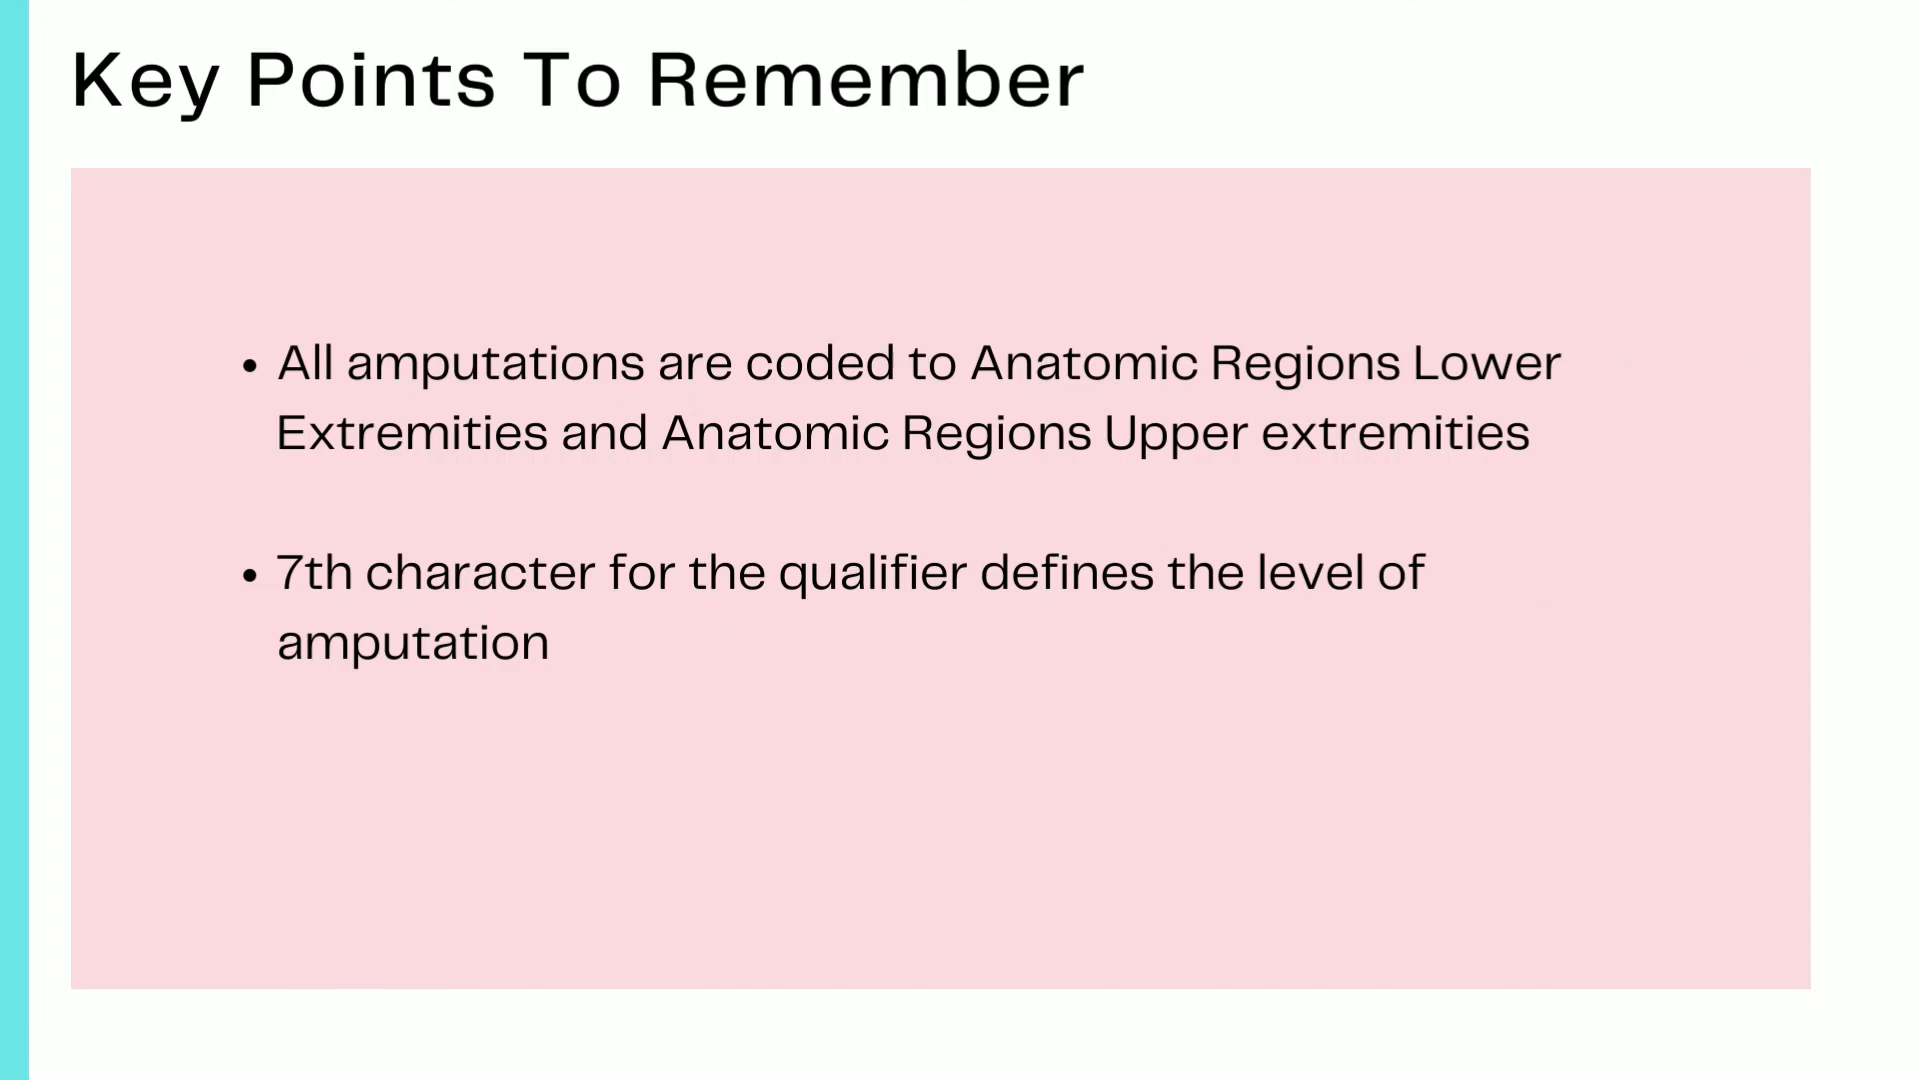 Key Points To Remember
• All amputations are coded to Anatomic Regions Lower
Extremities and Anatomic Regions Upper extremities
• 7th character for the qualifier defines the level of
amputation